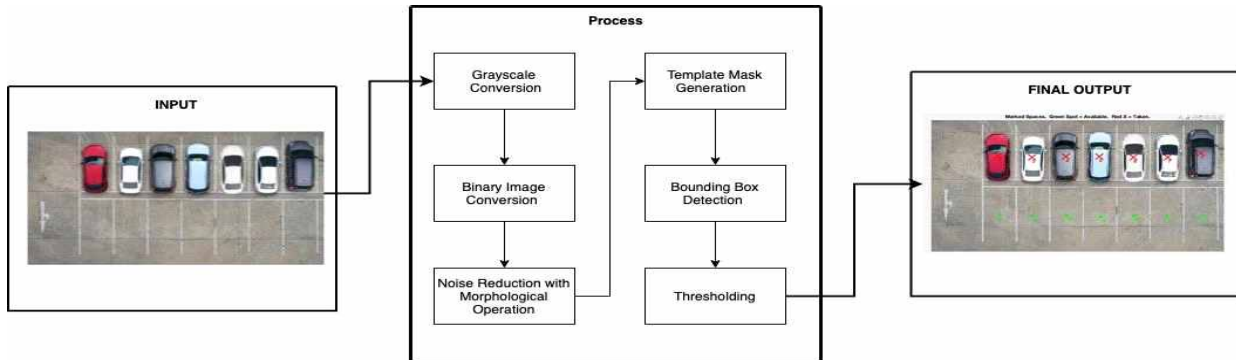 Process
INPUT
Grayscale
Conversion
Binary Image
Conversion
Noise Reduction with
Morphological
Operation
Template Mask
Generation
Bounding Box
Detection
Thresholding
FINAL OUTPUT
Marked Spaces. Green Spot = Available. Red X = Taken.